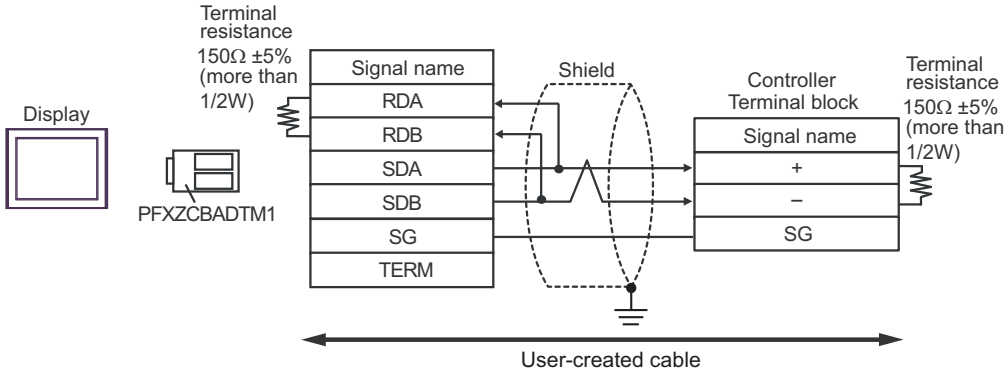 Terminal
resistance
150Ω ±5%
(more than
1/2W)
Display
PFXZCBADTM1
Signal name
RDA
RDB
SDA
SDB
SG
TERM
Shield
Controller
Terminal block
Signal name
+
–
SG
Terminal
resistance
150Ω ±5%
(more than
1/2W)
User-created cable